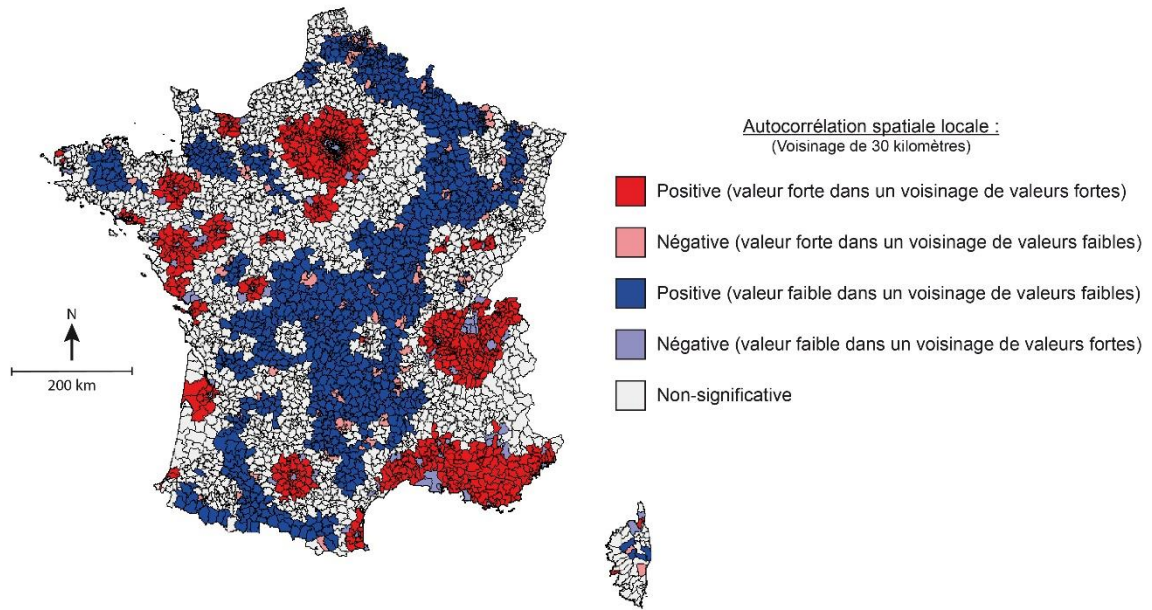 Autocorrélation spatiale locale :
(Voisinage de 30 kilomètres)
Positive (valeur forte dans un voisinage de valeurs fortes)
Négative (valeur forte dans un voisinage de valeurs faibles)
Positive (valeur faible dans un voisinage de valeurs faibles)
Négative (valeur faible dans un voisinage de valeurs fortes)
Non-significative
N
200 km